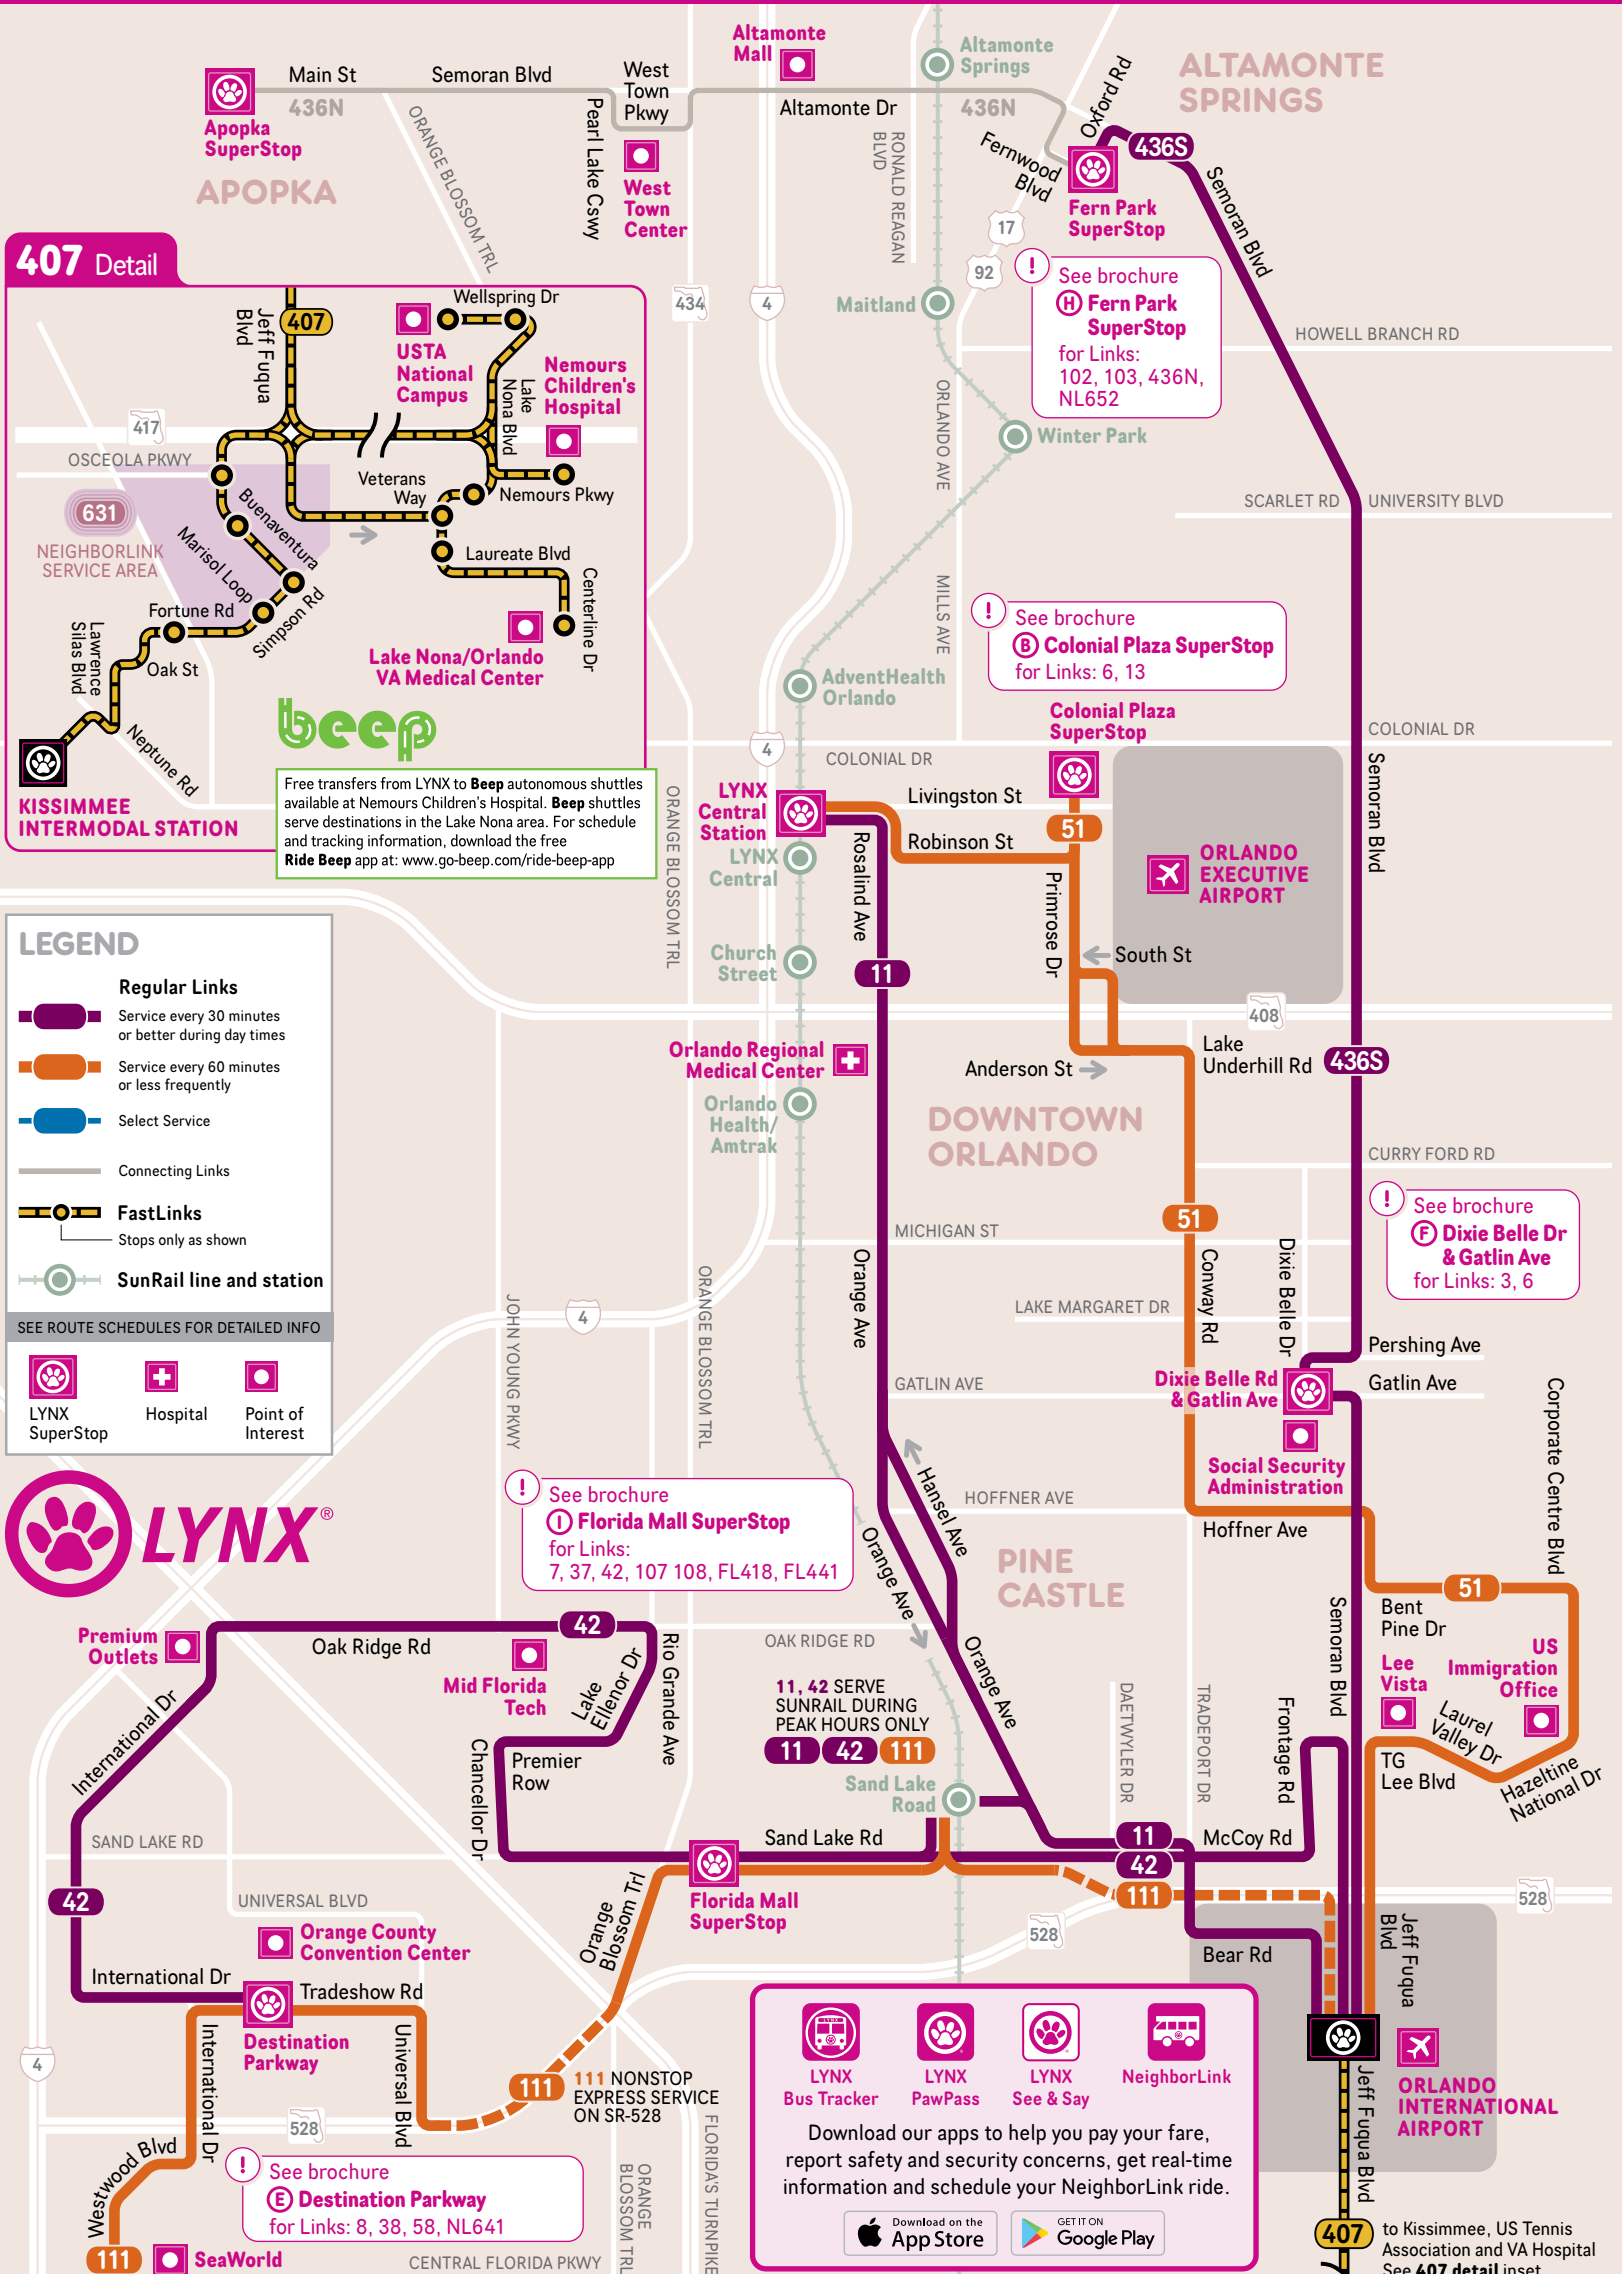 Altamonte
Mall
Altamonte
Springs
ALTAMONTE
SPRINGS
Main St
Semoran Blvd
West
Town
Pkwy
436N
Altamonte Dr
436N
Oxford Rd
Apopka
SuperStop
APOPKA
ORANGE BLOSSOM TRL
Pearl Lake Cswy
West
Town
Center
RONALD REAGAN
BLVD
Fernwood
Blvd
436S
Semoran Blvd
Fern Park
SuperStop
17
92
!
See brochure
H Fern Park
SuperStop
for Links:
102, 103, 436N,
NL652
434
4
Maitland
HOWELL BRANCH RD
ORLANDO AVE
Winter Park
SCARLET RD
UNIVERSITY BLVD
407 Detail
Jeff Fuqua
Blvd
407
Wellspring Dr
USTA
National
Campus
Lake
Nona Blvd
Nemours
Children's
Hospital
417
OSCEOLA PKWY
Veterans
Way
Nemours Pkwy
631
NEIGHBORLINK
SERVICE AREA
Buenaventura
Marisol Loop
Laureate Blvd
Centerline Dr
Fortune Rd
Simpson Rd
Lawrence
Silas Blvd
Oak St
Lake Nona/Orlando
VA Medical Center
Neptune Rd
KISSIMMEE
INTERMODAL STATION
beep
Free transfers from LYNX to Beep autonomous shuttles
available at Nemours Children's Hospital. Beep shuttles
serve destinations in the Lake Nona area. For schedule
and tracking information, download the free
Ride Beep app at: www.go-beep.com/ride-beep-app
MILLS AVE
!
See brochure
B Colonial Plaza SuperStop
for Links: 6, 13
AdventHealth
Orlando
Colonial Plaza
SuperStop
4
COLONIAL DR
COLONIAL DR
LYNX
Central
Station
Livingston St
51
Robinson St
LYNX
Central
ORANGE BLOSSOM TRL
Rosalind Ave
Primrose Dr
ORLANDO
EXECUTIVE
AIRPORT
Semoran Blvd
Church
Street
11
South St
408
Orlando Regional
Medical Center
Anderson St
Lake
Underhill Rd
436S
Orlando
Health/
Amtrak
DOWNTOWN
ORLANDO
CURRY FORD RD
!
See brochure
F Dixie Belle Dr
& Gatlin Ave
for Links: 3, 6
51
MICHIGAN ST
Orange Ave
Conway Rd
Dixie Belle Dr
LAKE MARGARET DR
Pershing Ave
GATLIN AVE
Dixie Belle Rd
& Gatlin Ave
Gatlin Ave
Social Security
Administration
Corporate Centre Blvd
LEGEND
Regular Links
Service every 30 minutes
or better during day times
Service every 60 minutes
or less frequently
Select Service
Connecting Links
FastLinks
Stops only as shown
SunRail line and station
SEE ROUTE SCHEDULES FOR DETAILED INFO
LYNX
SuperStop
Hospital
Point of
Interest
LYNX®
4
JOHN YOUNG PKWY
ORANGE BLOSSOM TRL
!
See brochure
I Florida Mall SuperStop
for Links:
7, 37, 42, 107 108, FL418, FL441
Hansel Ave
Orange Ave
HOFFNER AVE
Hoffner Ave
PINE
CASTLE
51
Bent
Pine Dr
Semoran Blvd
US
Immigration
Office
Lee
Vista
Laurel
Valley Dr
TG
Lee Blvd
Hazeltine
National Dr
Premium
Outlets
42
Oak Ridge Rd
Mid Florida
Tech
Lake
Ellenor Dr
Rio Grande Ave
OAK RIDGE RD
Orange Ave
11, 42 SERVE
SUNRAIL DURING
PEAK HOURS ONLY
11
42
111
Sand Lake
Road
DAETWYLER DR
TRADEPORT DR
Frontage Rd
International Dr
Chancellor Dr
Premier
Row
SAND LAKE RD
Sand Lake Rd
11
42
111
McCoy Rd
42
UNIVERSAL BLVD
Florida Mall
SuperStop
Orange
Blossom Trl
528
528
Orange County
Convention Center
Bear Rd
Jeff Fuqua
Blvd
International Dr
Tradeshow Rd
Destination
Parkway
International Dr
Universal Blvd
4
111
111 NONSTOP
EXPRESS SERVICE
ON SR-528
528
Westwood Blvd
!
See brochure
E Destination Parkway
for Links: 8, 38, 58, NL641
111
SeaWorld
CENTRAL FLORIDA PKWY
ORANGE
BLOSSOM TRL
FLORIDA'S TURNPIKE
LYNX
Bus Tracker
LYNX
PawPass
LYNX
See & Say
NeighborLink
Download our apps to help you pay your fare,
report safety and security concerns, get real-time
information and schedule your NeighborLink ride.
Download on the
App Store
GET IT ON
Google Play
ORLANDO
INTERNATIONAL
AIRPORT
Jeff Fuqua Blvd
407
to Kissimmee, US Tennis
Association and VA Hospital
See 407 detail inset